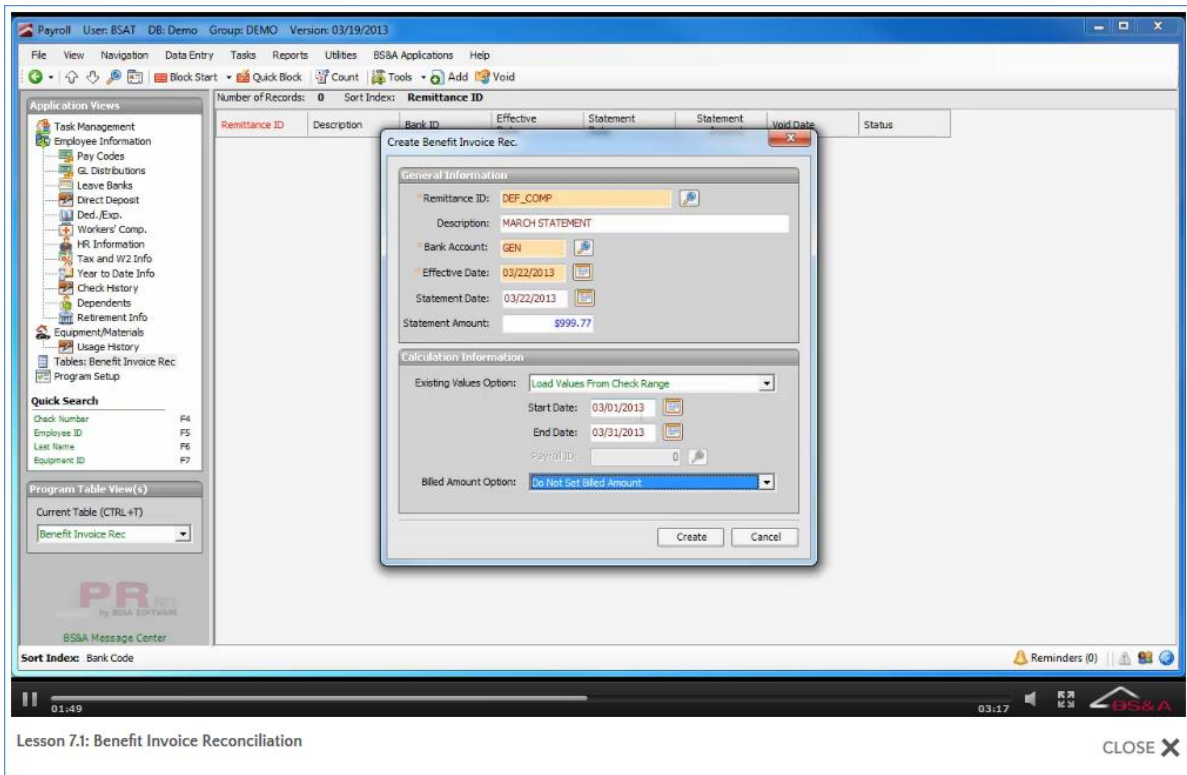 Payroll User: BSAT DB: Demo Group: DEMO Version: 03/19/2013
File View Navigation Data Entry Tasks Reports Utilities BS&A Applications Help
Block Start Quick Block Count Tools Add Void
Application Views
Task Management
Employee Information
Pay Codes
GL Distributions
Leave Banks
Direct Deposit
Ded./Exp.
Workers' Comp.
HR Information
Tax and W2 Info
Year to Date Info
Check History
Dependents
Retirement Info
Equipment/Materials
Usage History
Tables: Benefit Invoice Rec
Program Setup
Quick Search
Check Number F4
Employee ID F5
Last Name F6
Equipment ID F7
Program Table View(s)
Current Table (CTRL+T)
Benefit Invoice Rec
PR
by BS&A SOFTWARE
BS&A Message Center
Number of Records: 0 Sort Index: Remittance ID
Remittance ID Description Bank ID Effective Statement Statement Void Date Status
Create Benefit Invoice Rec.
General Information
*Remittance ID: DEF_COMP
Description: MARCH STATEMENT
*Bank Account: GEN
*Effective Date: 03/22/2013
Statement Date: 03/22/2013
Statement Amount: $999.77
Calculation Information
Existing Values Option: Load Values From Check Range
Start Date: 03/01/2013
End Date: 03/31/2013
Payroll ID: 0
Billed Amount Option: Do Not Set Billed Amount
Create Cancel
Sort Index: Bank Code
Reminders (0)
01:49
03:17
BS&A
Lesson 7.1: Benefit Invoice Reconciliation
CLOSE X